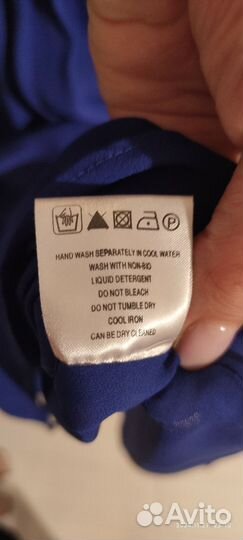 P
HAND WASH SEPARATELY IN COOL WATER
WASH WITH NON-BIO
LIQUID DETERGENT
DO NOT BLEACH
DO NOT TUMBLE DRY
COOL IRON
CAN BE DRY CLEANED
Avito